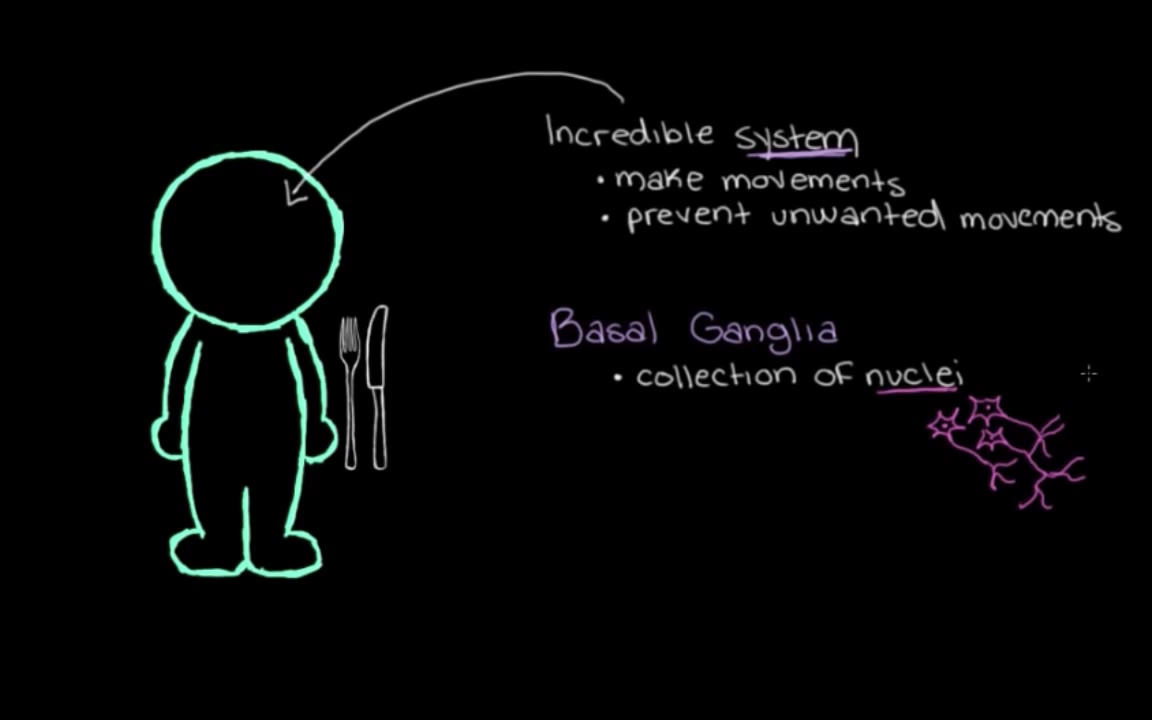 Incredible system
• make movements
• prevent unwanted movements
Basal Ganglia
• collection of nuclei